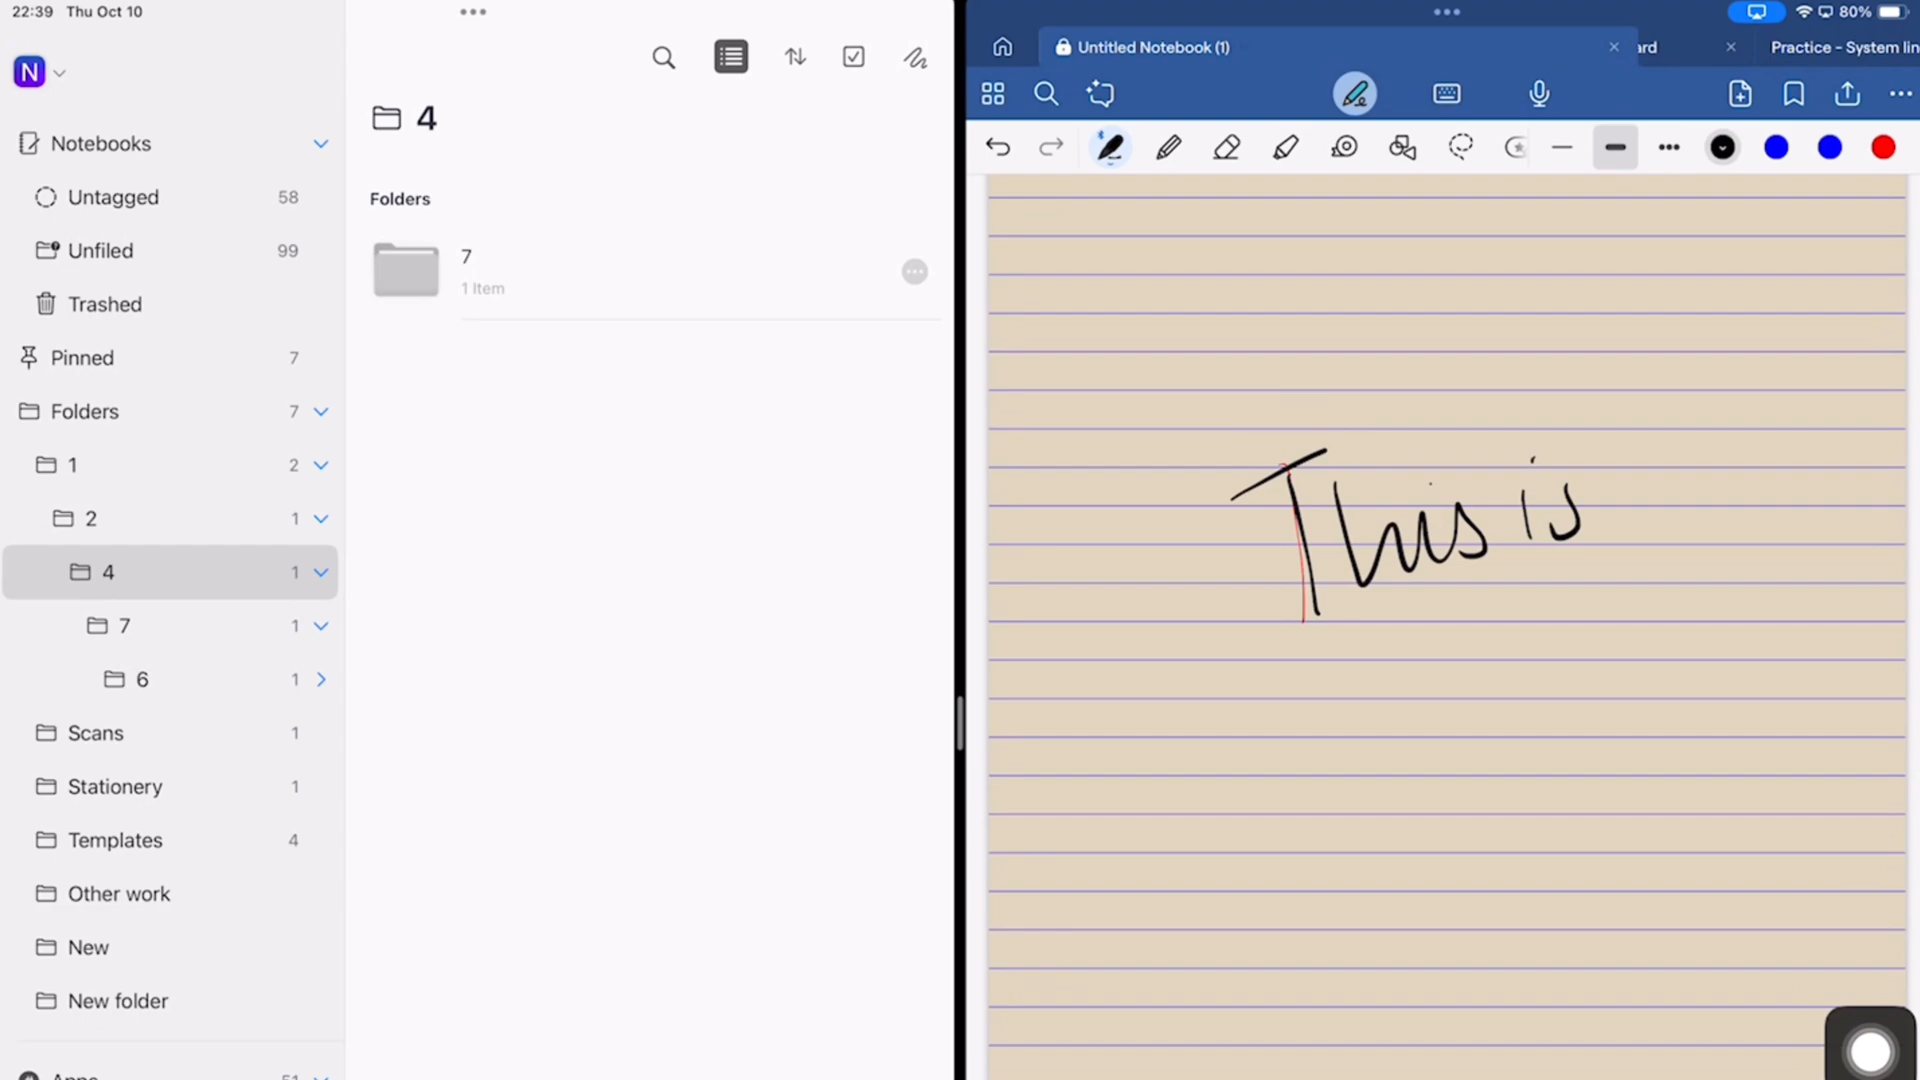 22:39 Thu Oct 10
80%
N
Notebooks
Untagged 58
Unfiled 99
Trashed
Pinned 7
Folders 7
1 2
2 1
4 1
7 1
6 1
Scans 1
Stationery 1
Templates 4
Other work
New
New folder
4
Folders
7
1 Item
Untitled Notebook (1)
ard
Practice - System lin
This is